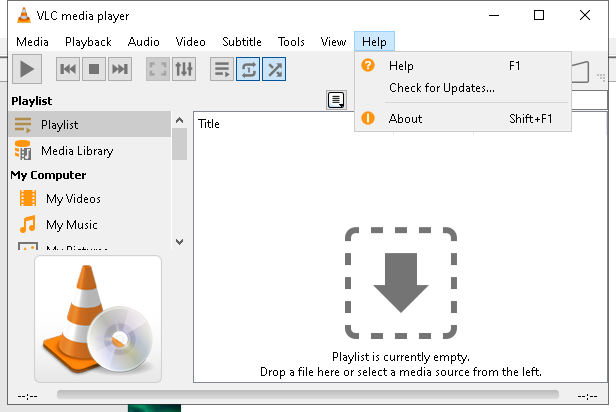 VLC media player
Media Playback Audio Video Subtitle Tools View Help
Help F1
Check for Updates...
About Shift+F1
Playlist
Playlist
Media Library
My Computer
My Videos
My Music
My Pictures
Title
Playlist is currently empty.
Drop a file here or select a media source from the left.
--:-- --:--